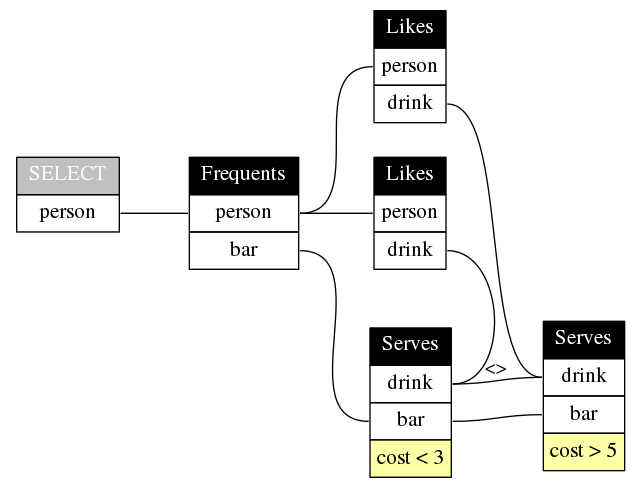 SELECT
person
Frequents
person
bar
Likes
person
drink
Likes
person
drink
Serves
drink
bar
cost < 3
<>
Serves
drink
bar
cost > 5